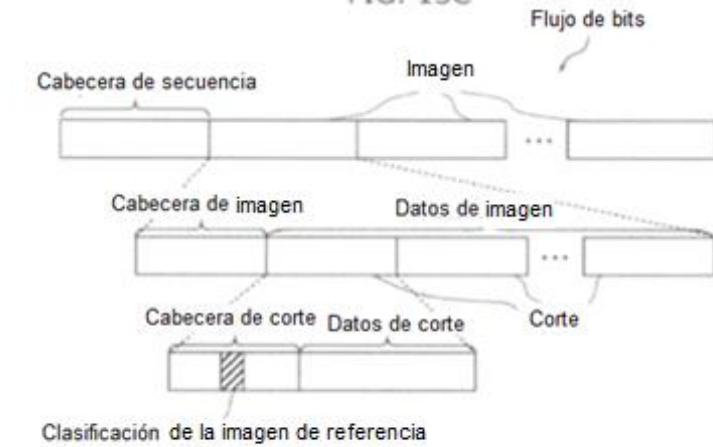 Flujo de bits
Cabecera de secuencia
Imagen
...
Cabecera de imagen
Datos de imagen
...
Cabecera de corte
Datos de corte
Corte
Clasificación de la imagen de referencia